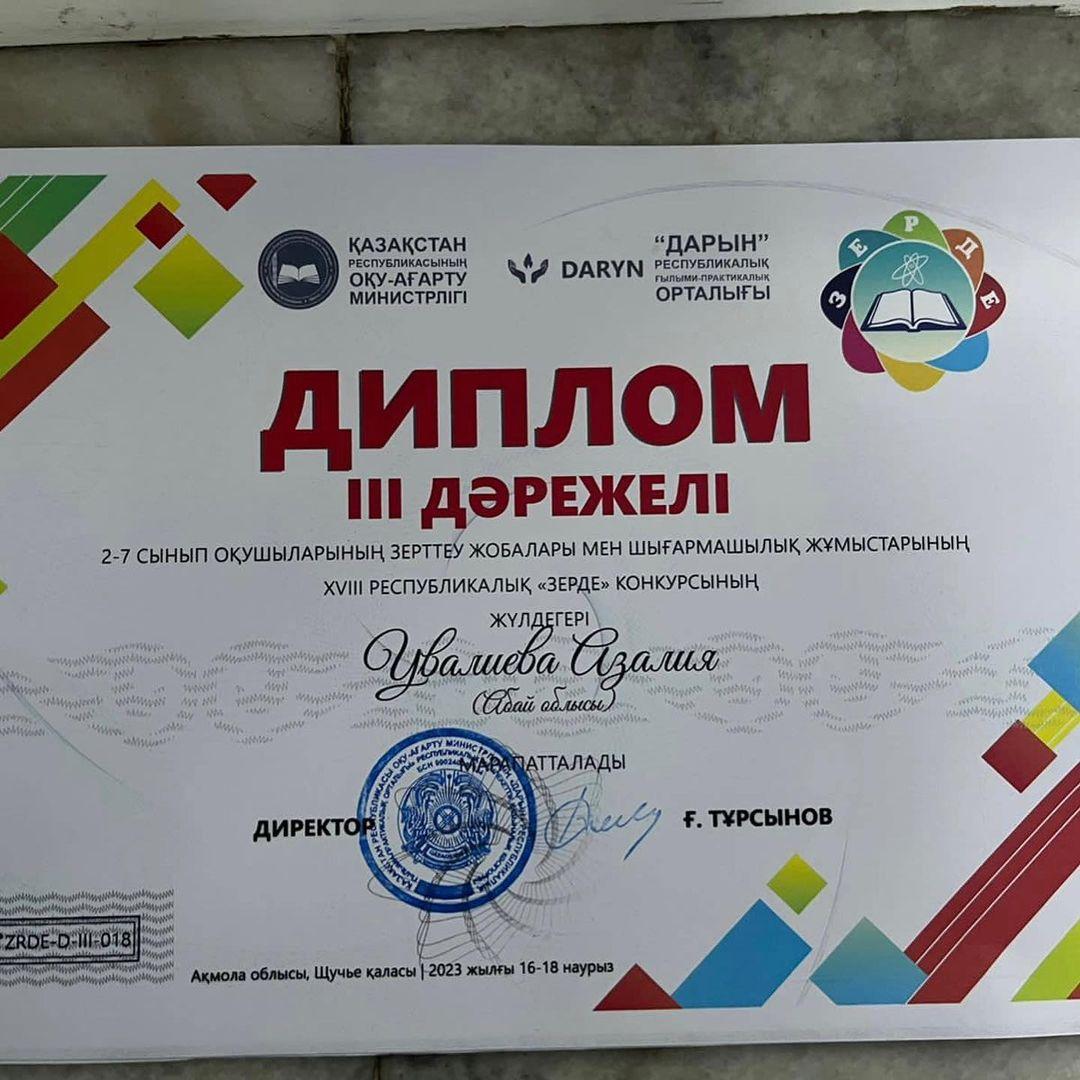 ҚАЗАҚСТАН
РЕСПУБЛИКАСЫНЫҢ
ОҚУ-АҒАРТУ
МИНИСТРЛІГІ
DARYN
“ДАРЫН”
РЕСПУБЛИКАЛЫҚ
ҒЫЛЫМИ-ПРАКТИКАЛЫҚ
ОРТАЛЫҒЫ
ЗЕРДЕ
ДИПЛОМ
III ДӘРЕЖЕЛІ
2-7 СЫНЫП ОҚУШЫЛАРЫНЫҢ ЗЕРТТЕУ ЖОБАЛАРЫ МЕН ШЫҒАРМАШЫЛЫҚ ЖҰМЫСТАРЫНЫҢ
XVIII РЕСПУБЛИКАЛЫҚ «ЗЕРДЕ» КОНКУРСЫНЫҢ
ЖҮЛДЕГЕРІ
Увалиева Азалия
(Абай облысы)
МАРАПАТТАЛАДЫ
ДИРЕКТОР
Ғ. ТҰРСЫНОВ
ZRDE-D-III-018
Ақмола облысы, Щучье қаласы | 2023 жылғы 16-18 наурыз